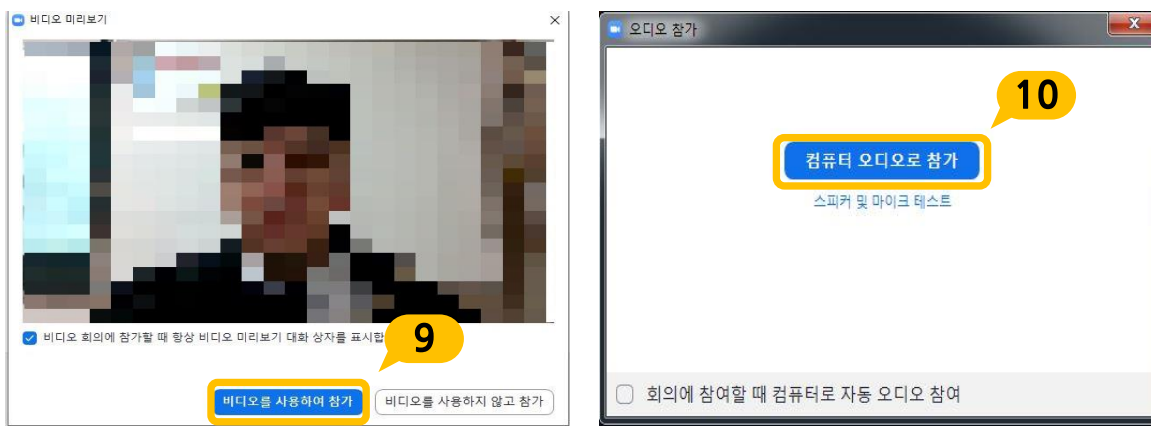 비디오 미리보기
비디오 회의에 참가할 때 항상 비디오 미리보기 대화 상자를 표시합
9
비디오를 사용하여 참가
비디오를 사용하지 않고 참가
오디오 참가
X
10
컴퓨터 오디오로 참가
스피커 및 마이크 테스트
회의에 참여할 때 컴퓨터로 자동 오디오 참여